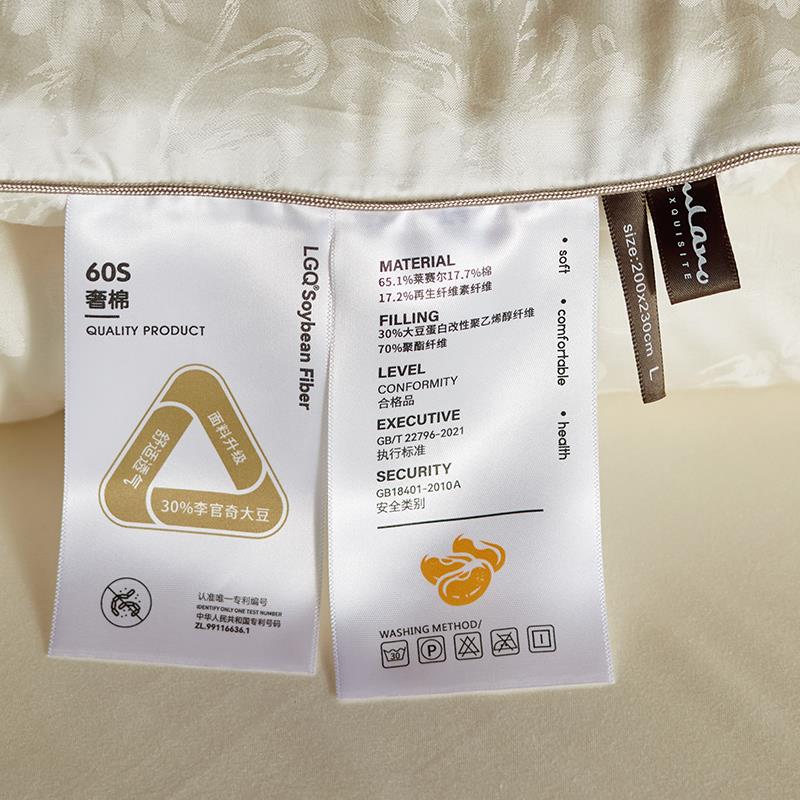 60S
奢棉
QUALITY PRODUCT
LGQ®Soybean Fiber
面料升级
舒适透气
30%李官奇大豆
认准唯一专利编号
IDENTIFY ONLY ONE TEST NUMBER
中华人民共和国专利号码
ZL.99116636.1
MATERIAL
65.1%莱赛尔17.7%棉
17.2%再生纤维素纤维
FILLING
30%大豆蛋白改性聚乙烯醇纤维
70%聚酯纤维
LEVEL
CONFORMITY
合格品
EXECUTIVE
GB/T 22796-2021
执行标准
SECURITY
GB18401-2010A
安全类别
• soft
• comfortable
• health
WASHING METHOD/
30
P
size:200x230cm L
EXQUISITE